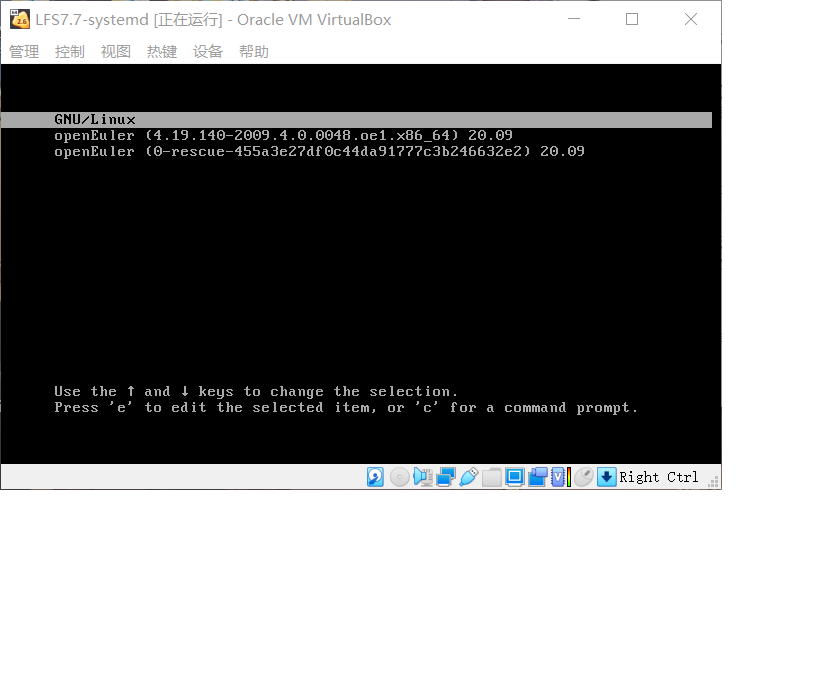 LFS7.7-systemd [正在运行] - Oracle VM VirtualBox
管理 控制 视图 热键 设备 帮助
GNU/Linux
openEuler (4.19.140-2009.4.0.0048.oe1.x86_64) 20.09
openEuler (0-rescue-455a3e27df0c44da91777c3b246632e2) 20.09
Use the ↑ and ↓ keys to change the selection.
Press 'e' to edit the selected item, or 'c' for a command prompt.
Right Ctrl